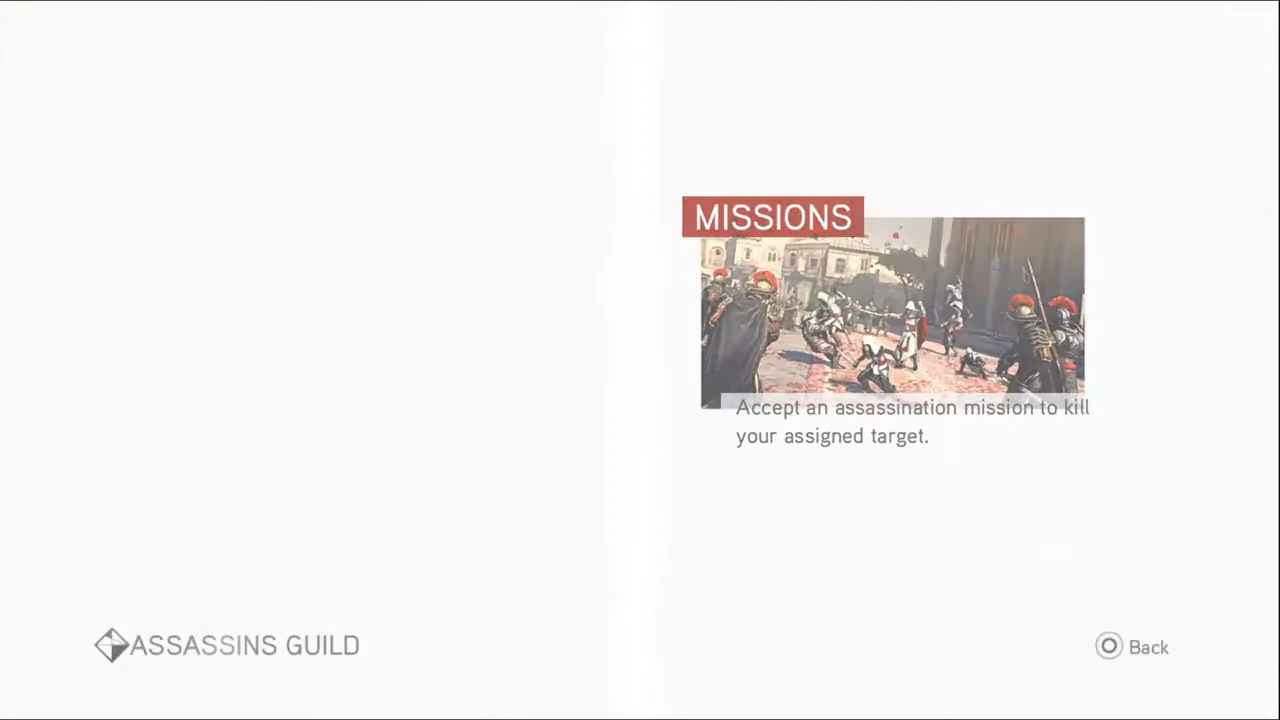 MISSIONS
Accept an assassination mission to kill
your assigned target.
ASSASSINS GUILD
Back